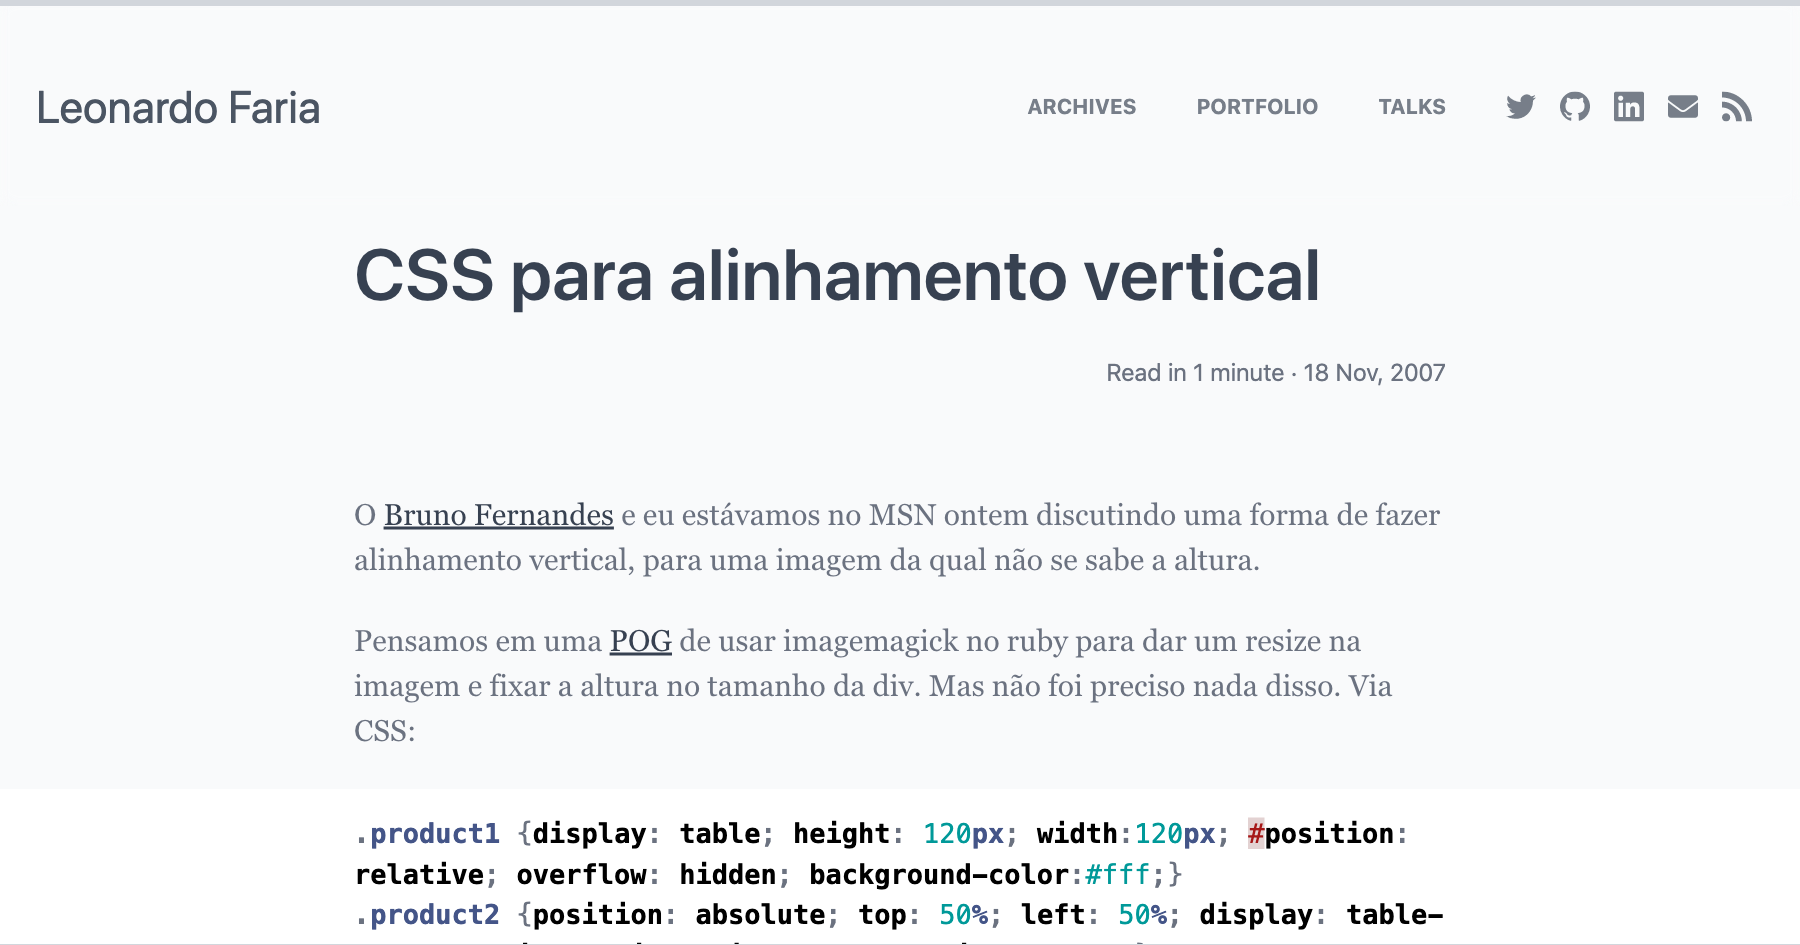 Leonardo Faria
ARCHIVES PORTFOLIO TALKS
CSS para alinhamento vertical
Read in 1 minute · 18 Nov, 2007
O Bruno Fernandes e eu estávamos no MSN ontem discutindo uma forma de fazer
alinhamento vertical, para uma imagem da qual não se sabe a altura.
Pensamos em uma POG de usar imagemagick no ruby para dar um resize na
imagem e fixar a altura no tamanho da div. Mas não foi preciso nada disso. Via
CSS:
.product1 {display: table; height: 120px; width:120px; #position:
relative; overflow: hidden; background-color:#fff;}
.product2 {position: absolute; top: 50%; left: 50%; display: table-